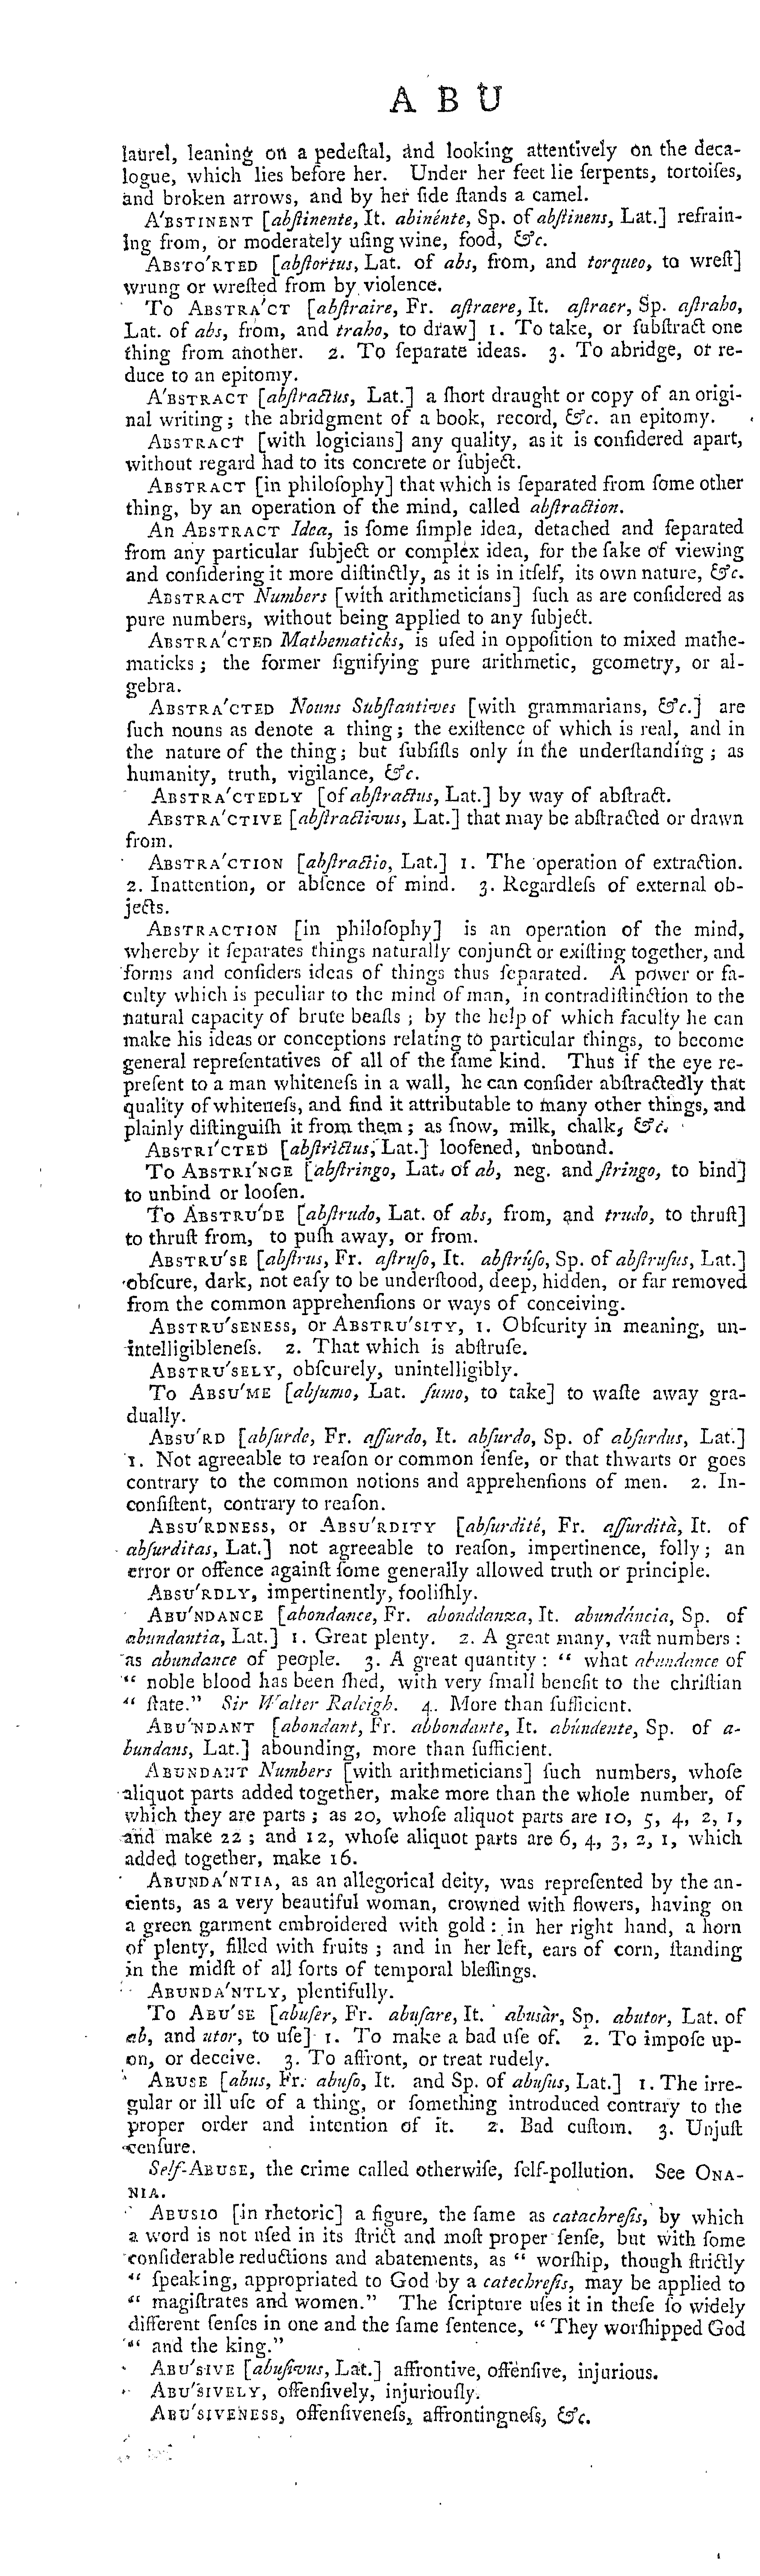 A B U
laurel, leaning on a pedeſtal, and looking attentively on the deca-
logue, which lies before her. Under her feet lie ſerpents, tortoiſes,
and broken arrows, and by her ſide ſtands a camel.
A'BSTINENT [abſtinente, It. abinénte, Sp. of abſtinens, Lat.] refrain-
ing from, or moderately uſing wine, food, &c.
ABSTO'RTED [abſtortus, Lat. of abs, from, and torqueo, to wreſt]
wrung or wreſted from by violence.
To ABSTRA'CT [abſtraire, Fr. aſtraere, It. aſtraer, Sp. aſtraho,
Lat. of abs, from, and traho, to draw] 1. To take, or ſubſtract one
thing from another. 2. To ſeparate ideas. 3. To abridge, or re-
duce to an epitomy.
A'BSTRACT [abſtractus, Lat.] a ſhort draught or copy of an origi-
nal writing; the abridgment of a book, record, &c. an epitomy.
ABSTRACT [with logicians] any quality, as it is conſidered apart,
without regard had to its concrete or ſubject.
ABSTRACT [in philoſophy] that which is ſeparated from ſome other
thing, by an operation of the mind, called abſtraction.
An ABSTRACT Idea, is ſome ſimple idea, detached and ſeparated
from any particular ſubject or complex idea, for the ſake of viewing
and conſidering it more diſtinctly, as it is in itſelf, its own nature, &c.
ABSTRACT Numbers [with arithmeticians] ſuch as are conſidered as
pure numbers, without being applied to any ſubject.
ABSTRA'CTED Mathematicks, is uſed in oppoſition to mixed mathe-
maticks; the former ſignifying pure arithmetic, geometry, or al-
gebra.
ABSTRA'CTED Nouns Subſtantives [with grammarians, &c.] are
ſuch nouns as denote a thing; the exiſtence of which is real, and in
the nature of the thing; but ſubſiſts only in the underſtanding; as
humanity, truth, vigilance, &c.
ABSTRA'CTEDLY [of abſtractus, Lat.] by way of abſtract.
ABSTRA'CTIVE [abſtractivus, Lat.] that may be abſtracted or drawn
from.
ABSTRA'CTION [abſtractio, Lat.] 1. The operation of extraction.
2. Inattention, or abſence of mind. 3. Regardleſs of external ob-
jects.
ABSTRACTION [in philoſophy] is an operation of the mind,
whereby it ſeparates things naturally conjunct or exiſting together, and
forms and conſiders ideas of things thus ſeparated. A power or fa-
culty which is peculiar to the mind of man, in contradiſtinction to the
natural capacity of brute beaſts; by the help of which faculty he can
make his ideas or conceptions relating to particular things, to become
general repreſentatives of all of the ſame kind. Thus if the eye re-
preſent to a man whiteneſs in a wall, he can conſider abſtractedly that
quality of whiteneſs, and find it attributable to many other things, and
plainly diſtinguiſh it from them; as ſnow, milk, chalk, &c.
ABSTRI'CTED [abſtrictus, Lat.] looſened, unbound.
To ABSTRI'NGE [abſtringo, Lat. of ab, neg. and ſtringo, to bind]
to unbind or looſen.
To ABSTRU'DE [abſtrudo, Lat. of abs, from, and trudo, to thruſt]
to thruſt from, to puſh away, or from.
ABSTRU'SE [abſtrus, Fr. aſtruſo, It. abſtrúſo, Sp. of abſtruſus, Lat.]
obſcure, dark, not eaſy to be underſtood, deep, hidden, or far removed
from the common apprehenſions or ways of conceiving.
ABSTRU'SENESS, or ABSTRU'SITY, 1. Obſcurity in meaning, un-
intelligibleneſs. 2. That which is abſtruſe.
ABSTRU'SELY, obſcurely, unintelligibly.
To ABSU'ME [abſumo, Lat. ſumo, to take] to waſte away gra-
dually.
ABSU'RD [abſurde, Fr. aſſurdo, It. abſurdo, Sp. of abſurdus, Lat.]
1. Not agreeable to reaſon or common ſenſe, or that thwarts or goes
contrary to the common notions and apprehenſions of men. 2. In-
conſiſtent, contrary to reaſon.
ABSU'RDNESS, or ABSU'RDITY [abſurdité, Fr. aſſurdità, It. of
abſurditas, Lat.] not agreeable to reaſon, impertinence, folly; an
error or offence againſt ſome generally allowed truth or principle.
ABSU'RDLY, impertinently, fooliſhly.
ABU'NDANCE [abondance, Fr. abonddanza, It. abundáncia, Sp. of
abundantia, Lat.] 1. Great plenty. 2. A great many, vaſt numbers:
as abundance of people. 3. A great quantity: “ what abundance of
“ noble blood has been ſhed, with very ſmall benefit to the chriſtian
“ ſtate.” Sir Walter Raleigh. 4. More than ſufficient.
ABU'NDANT [abondant, Fr. abbondante, It. abúndente, Sp. of a-
bundans, Lat.] abounding, more than ſufficient.
ABUNDANT Numbers [with arithmeticians] ſuch numbers, whoſe
aliquot parts added together, make more than the whole number, of
which they are parts; as 20, whoſe aliquot parts are 10, 5, 4, 2, 1,
and make 22; and 12, whoſe aliquot parts are 6, 4, 3, 2, 1, which
added together, make 16.
ABUNDA'NTIA, as an allegorical deity, was repreſented by the an-
cients, as a very beautiful woman, crowned with flowers, having on
a green garment embroidered with gold: in her right hand, a horn
of plenty, filled with fruits; and in her left, ears of corn, ſtanding
in the midſt of all ſorts of temporal bleſſings.
ABUNDA'NTLY, plentifully.
To ABU'SE [abuſer, Fr. abuſare, It. abusàr, Sp. abutor, Lat. of
ab, and utor, to uſe] 1. To make a bad uſe of. 2. To impoſe up-
on, or deceive. 3. To affront, or treat rudely.
ABUSE [abus, Fr. abuſo, It. and Sp. of abuſus, Lat.] 1. The irre-
gular or ill uſe of a thing, or ſomething introduced contrary to the
proper order and intention of it. 2. Bad cuſtom. 3. Unjuſt
cenſure.
Self-ABUSE, the crime called otherwiſe, ſelf-pollution. See ONA-
NIA.
ABUSIO [in rhetoric] a figure, the ſame as catachreſis, by which
a word is not uſed in its ſtrict and moſt proper ſenſe, but with ſome
conſiderable reductions and abatements, as “ worſhip, though ſtrictly
“ ſpeaking, appropriated to God by a catechreſis, may be applied to
“ magiſtrates and women.” The ſcripture uſes it in theſe ſo widely
different ſenſes in one and the ſame ſentence, “ They worſhipped God
“ and the king.”
ABU'SIVE [abuſivus, Lat.] affrontive, offenſive, injurious.
ABU'SIVELY, offenſively, injuriouſly.
ABU'SIVENESS, offenſiveneſs, affrontingneſs, &c.